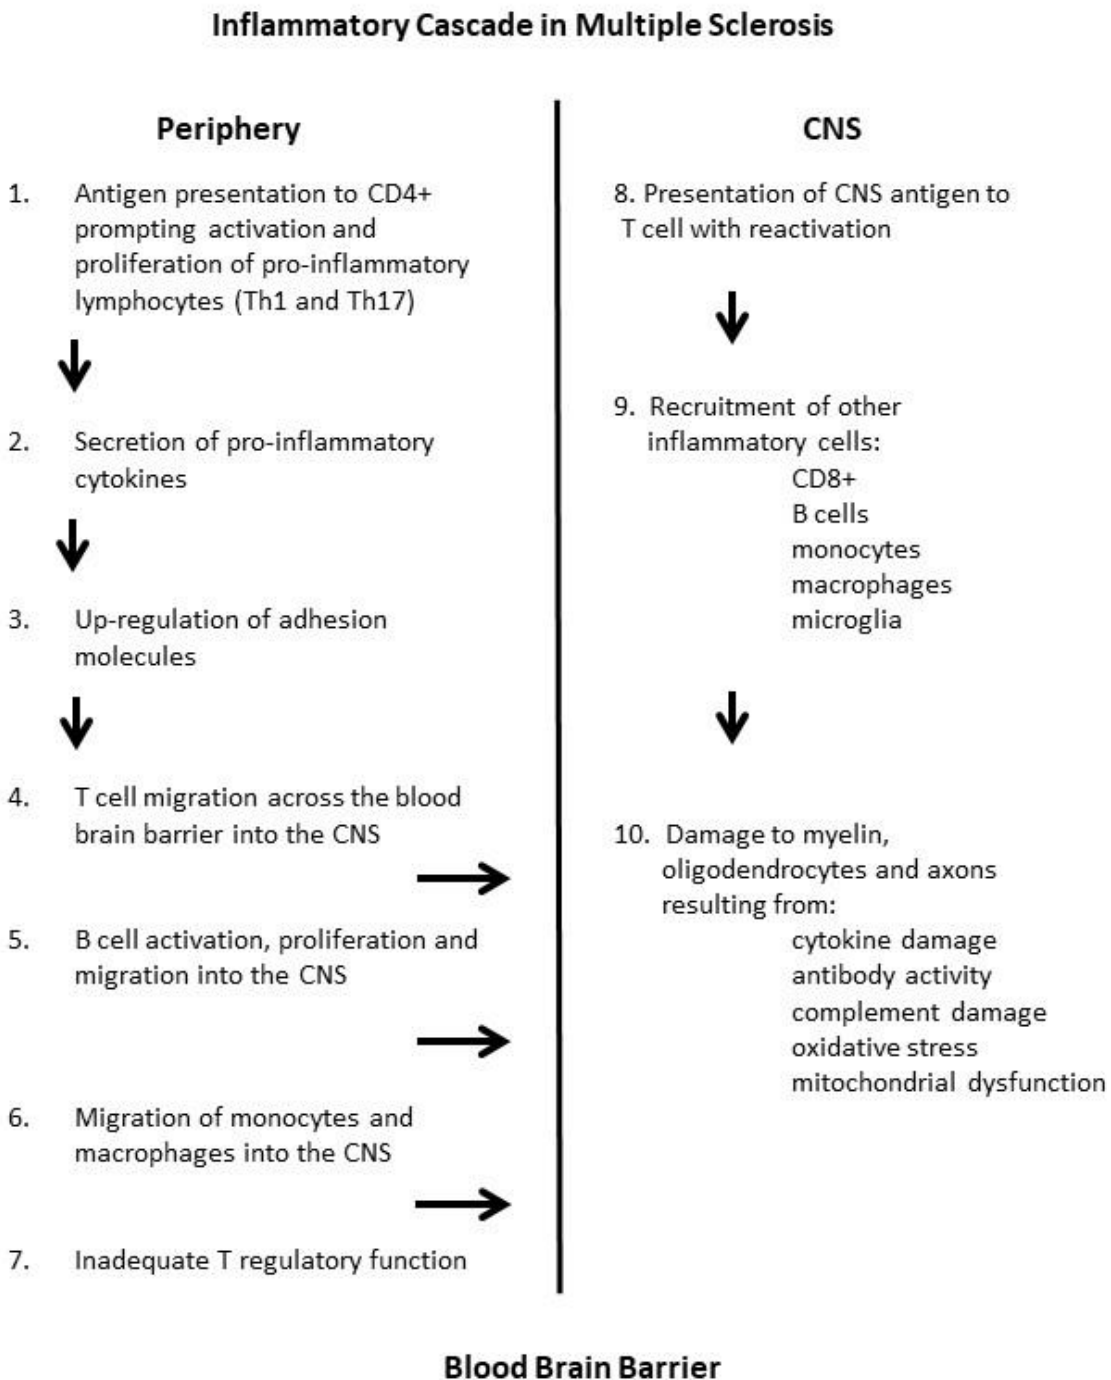 Inflammatory Cascade in Multiple Sclerosis
Periphery
1. Antigen presentation to CD4+
prompting activation and
proliferation of pro-inflammatory
lymphocytes (Th1 and Th17)
2. Secretion of pro-inflammatory
cytokines
3. Up-regulation of adhesion
molecules
4. T cell migration across the blood
brain barrier into the CNS
5. B cell activation, proliferation and
migration into the CNS
6. Migration of monocytes and
macrophages into the CNS
7. Inadequate T regulatory function
CNS
8. Presentation of CNS antigen to
T cell with reactivation
9. Recruitment of other
inflammatory cells:
CD8+
B cells
monocytes
macrophages
microglia
10. Damage to myelin,
oligodendrocytes and axons
resulting from:
cytokine damage
antibody activity
complement damage
oxidative stress
mitochondrial dysfunction
Blood Brain Barrier